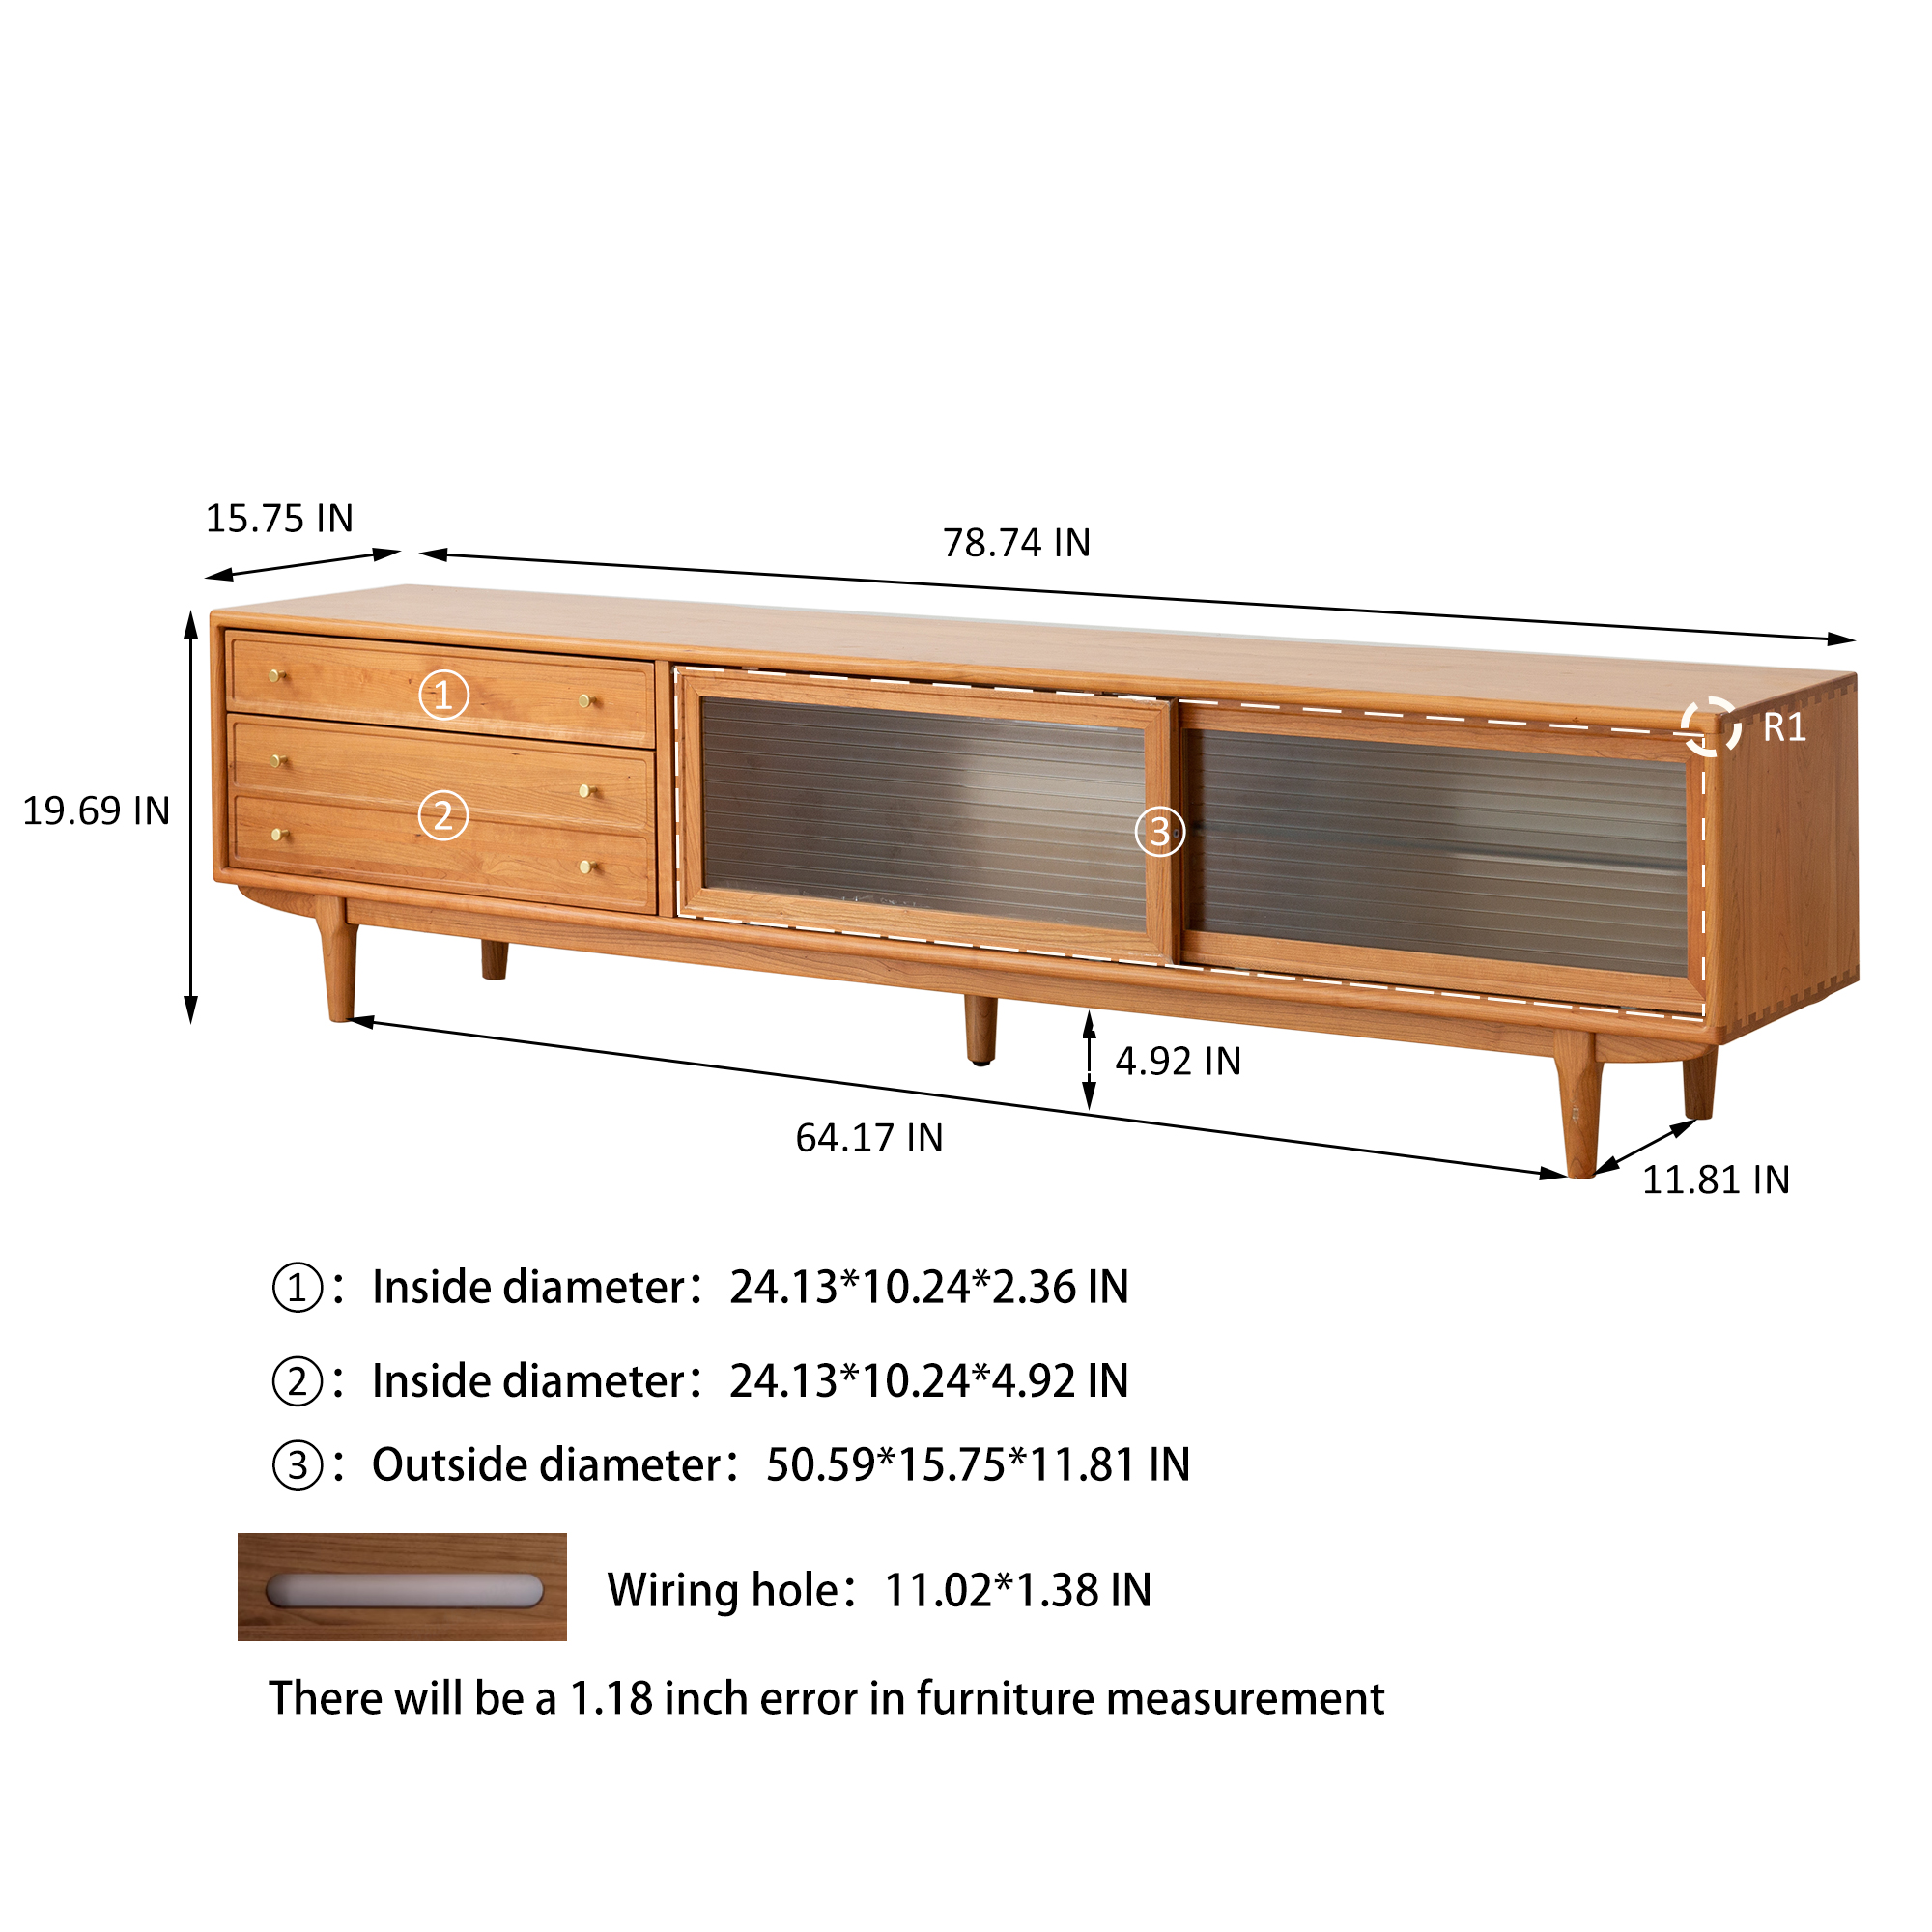 15.75 IN
78.74 IN
R1
①
19.69 IN
②
③
4.92 IN
64.17 IN
11.81 IN
①：Inside diameter：24.13*10.24*2.36 IN
②：Inside diameter：24.13*10.24*4.92 IN
③：Outside diameter：50.59*15.75*11.81 IN
Wiring hole：11.02*1.38 IN
There will be a 1.18 inch error in furniture measurement